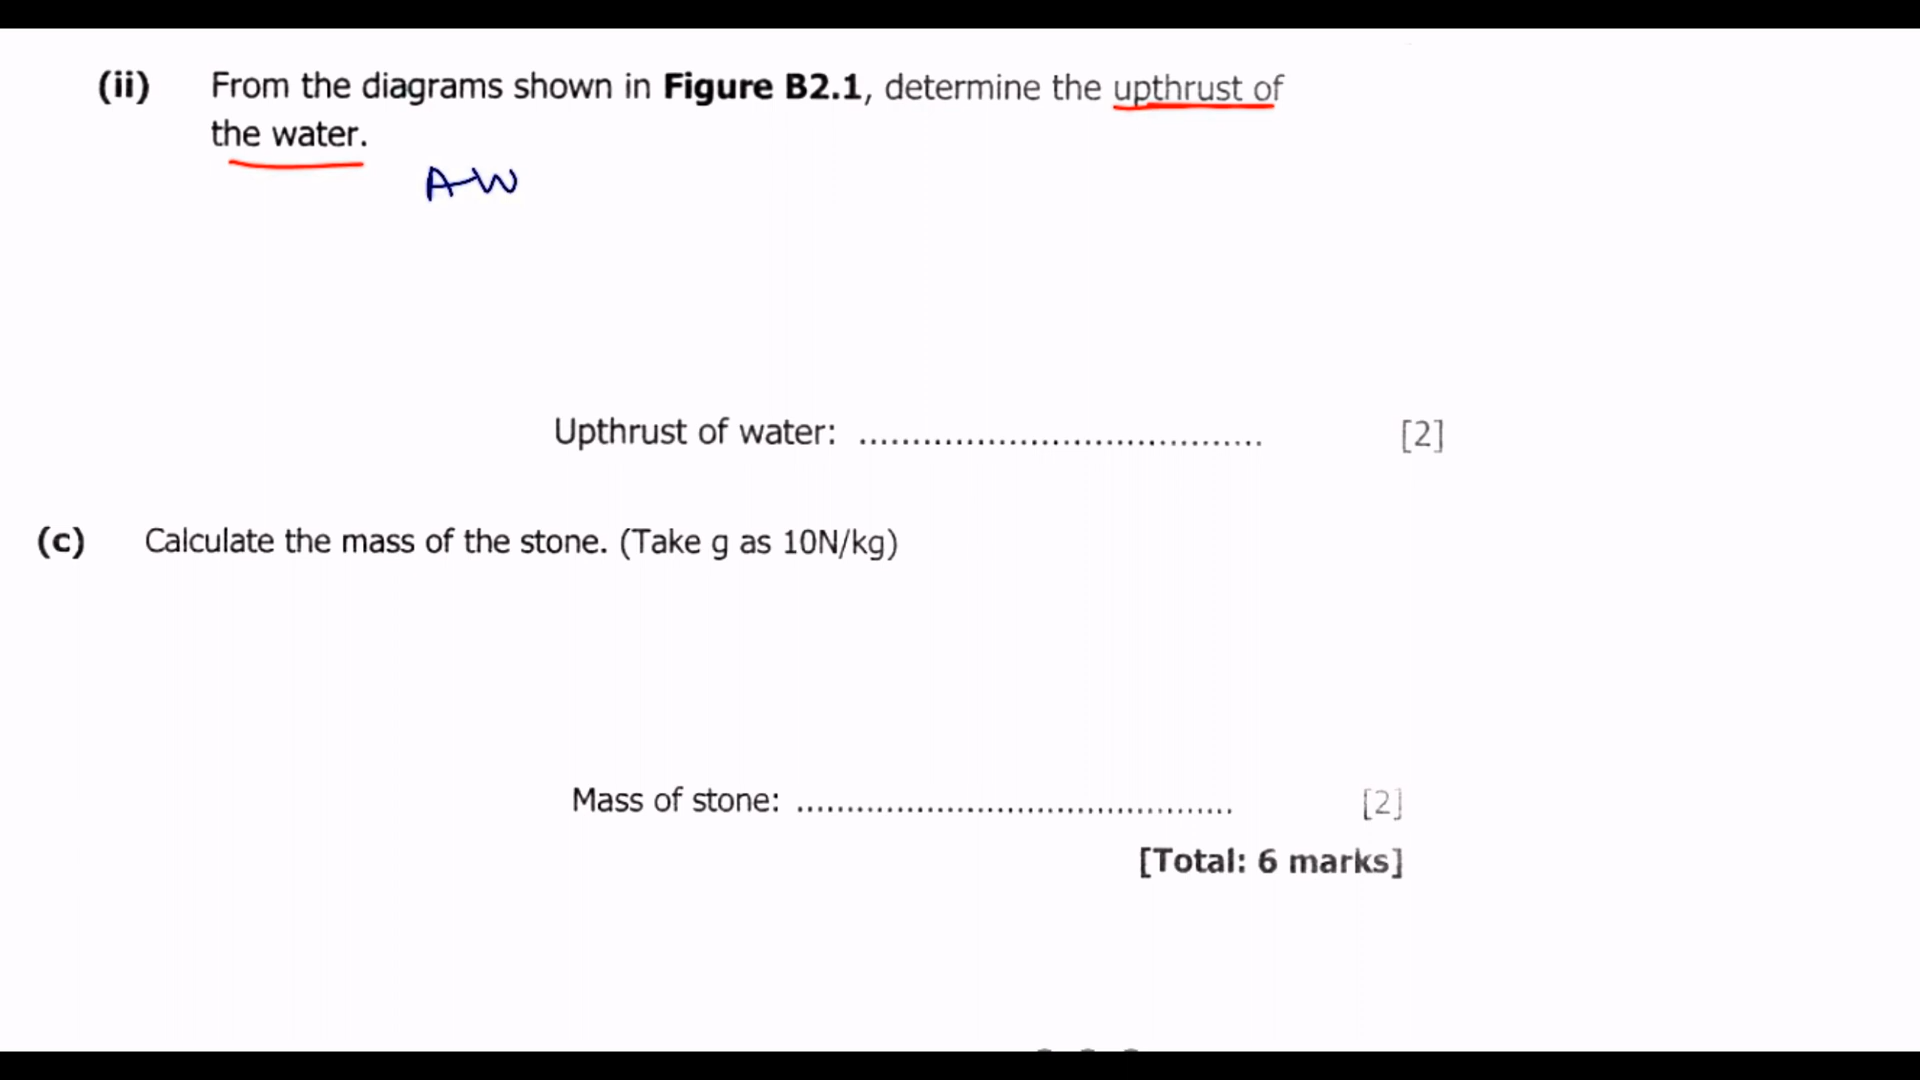 (ii) From the diagrams shown in Figure B2.1, determine the upthrust of
the water.
A-W
Upthrust of water: ...................................... [2]
(c) Calculate the mass of the stone. (Take g as 10N/kg)
Mass of stone: ......................................... [2]
[Total: 6 marks]